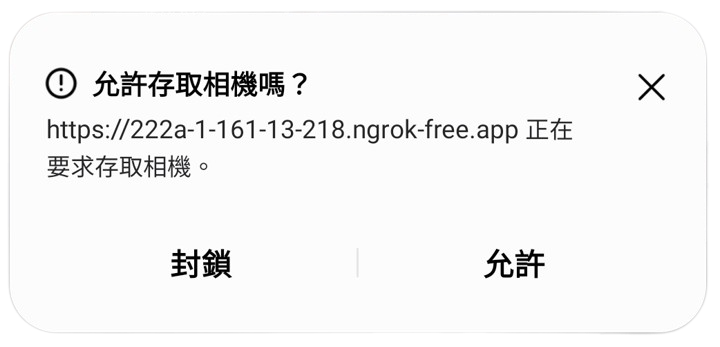 允許存取相機嗎？
https://222a-1-161-13-218.ngrok-free.app 正在
要求存取相機。
封鎖
允許